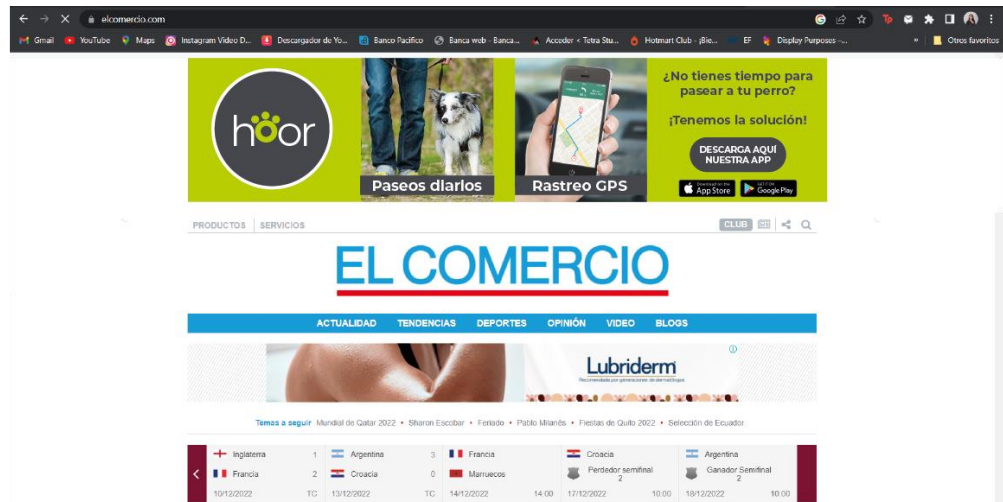 elcomercio.com
Gmail YouTube Maps Instagram Video D... Descargador de Yo... Banco Pacifico Banca web - Banca... Acceder < Tetra Stu... Hotmart Club - ¡Bie... EF Display Purposes -... » Otros favoritos
höor
Paseos diarios
Rastreo GPS
¿No tienes tiempo para
pasear a tu perro?
¡Tenemos la solución!
DESCARGA AQUÍ
NUESTRA APP
App Store
Google Play
PRODUCTOS SERVICIOS CLUB
EL COMERCIO
ACTUALIDAD TENDENCIAS DEPORTES OPINIÓN VIDEO BLOGS
Lubriderm
Temas a seguir Mundial de Qatar 2022 • Sharon Escobar • Feriado • Pablo Milanés • Fiestas de Quito 2022 • Selección de Ecuador
Inglaterra 1 Argentina 3 Francia Croacia Argentina
Francia 2 Croacia 0 Marruecos Perdedor semifinal 2 Ganador Semifinal 2
10/12/2022 TC 13/12/2022 TC 14/12/2022 14:00 17/12/2022 10:00 18/12/2022 10:00